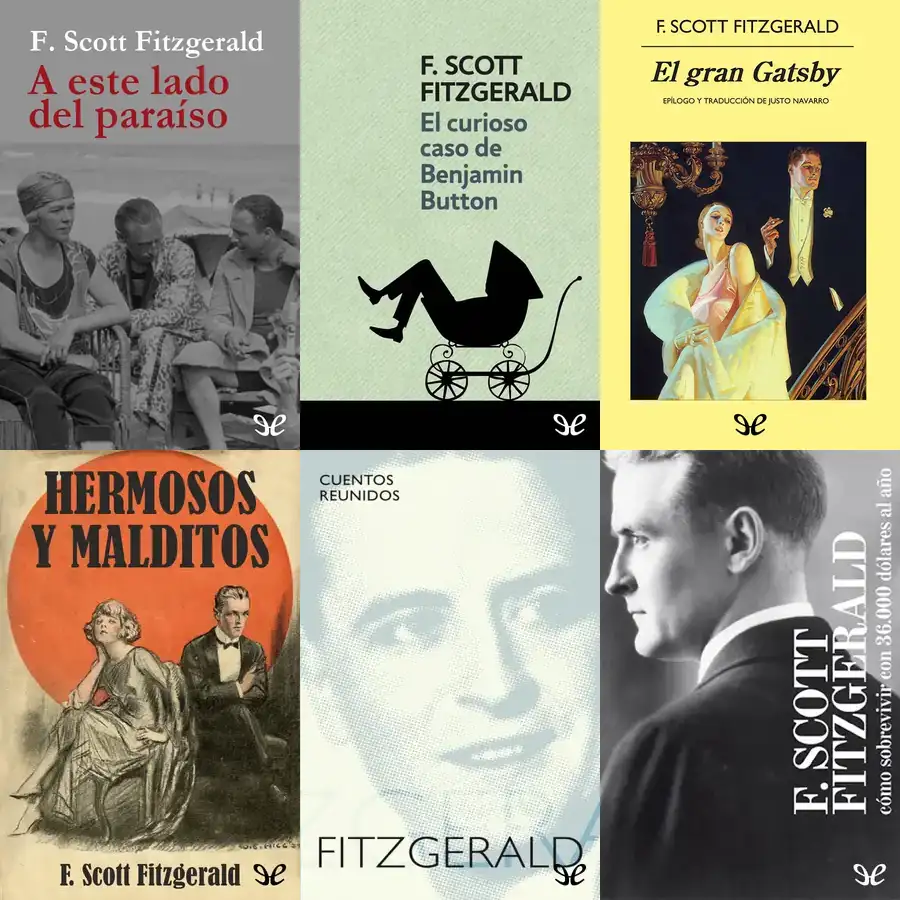 F. Scott Fitzgerald
A este lado
del paraíso
F. SCOTT
FITZGERALD
El curioso
caso de
Benjamin
Button
F. SCOTT FITZGERALD
El gran Gatsby
EPÍLOGO Y TRADUCCIÓN DE JUSTO NAVARRO
HERMOSOS
Y MALDITOS
F. Scott Fitzgerald
CUENTOS
REUNIDOS
FITZGERALD
F. SCOTT
FITZGERALD
cómo sobrevivir con 36.000 dólares al año